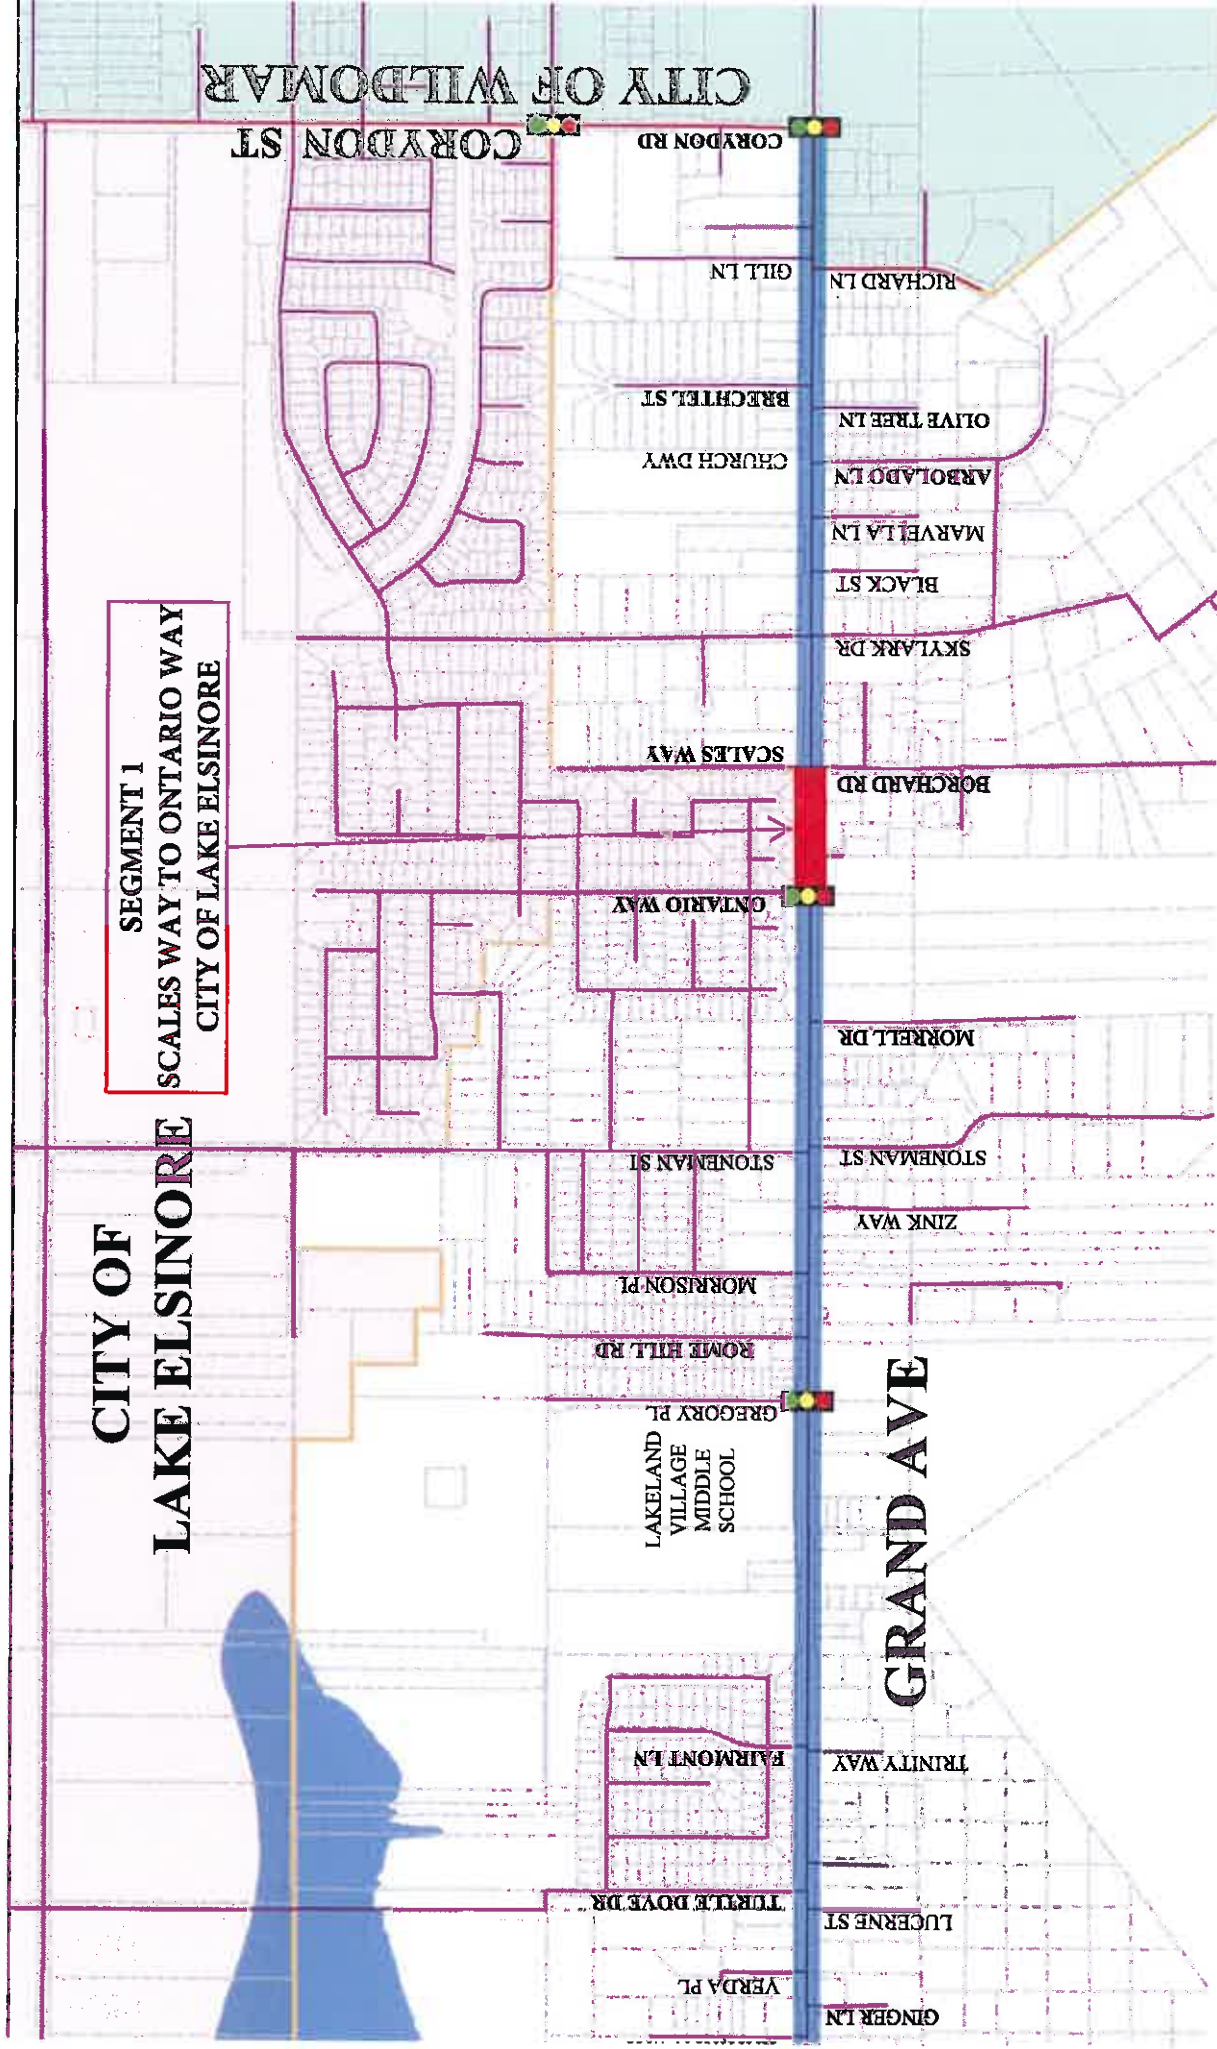 CITY OF WILDOMAR
CORYDON ST
CORYDON RD
GILL LN
RICHARD LN
BRECHTEL ST
OLIVE TREE LN
CHURCH DWY
ARBOLADO LN
MARVELLA LN
BLACK ST
SKYLARK DR
SEGMENT 1
SCALES WAY TO ONTARIO WAY
CITY OF LAKE ELSINORE
SCALES WAY
BORCHARD RD
ONTARIO WAY
MORRELL DR
CITY OF
LAKE ELSINORE
STONEMAN ST
STONEMAN ST
ZINK WAY
MORRISON PL
ROME HILL RD
GREGORY PL
LAKELAND
VILLAGE
MIDDLE
SCHOOL
GRAND AVE
FAIRMONT LN
TRINITY WAY
TURTLE DOVE DR
LUCERNE ST
VERDA PL
GINGER LN